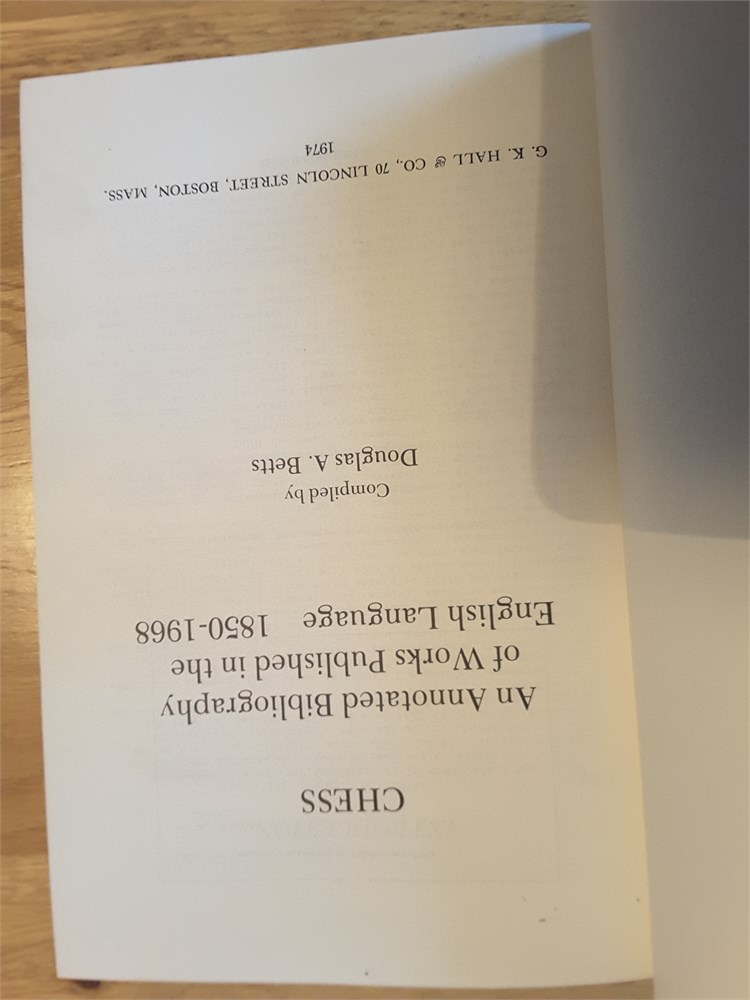 CHESS
An Annotated Bibliography
of Works Published in the
English Language 1850-1968
Compiled by
Douglas A. Betts
G. K. HALL & CO., 70 LINCOLN STREET, BOSTON, MASS.
1974